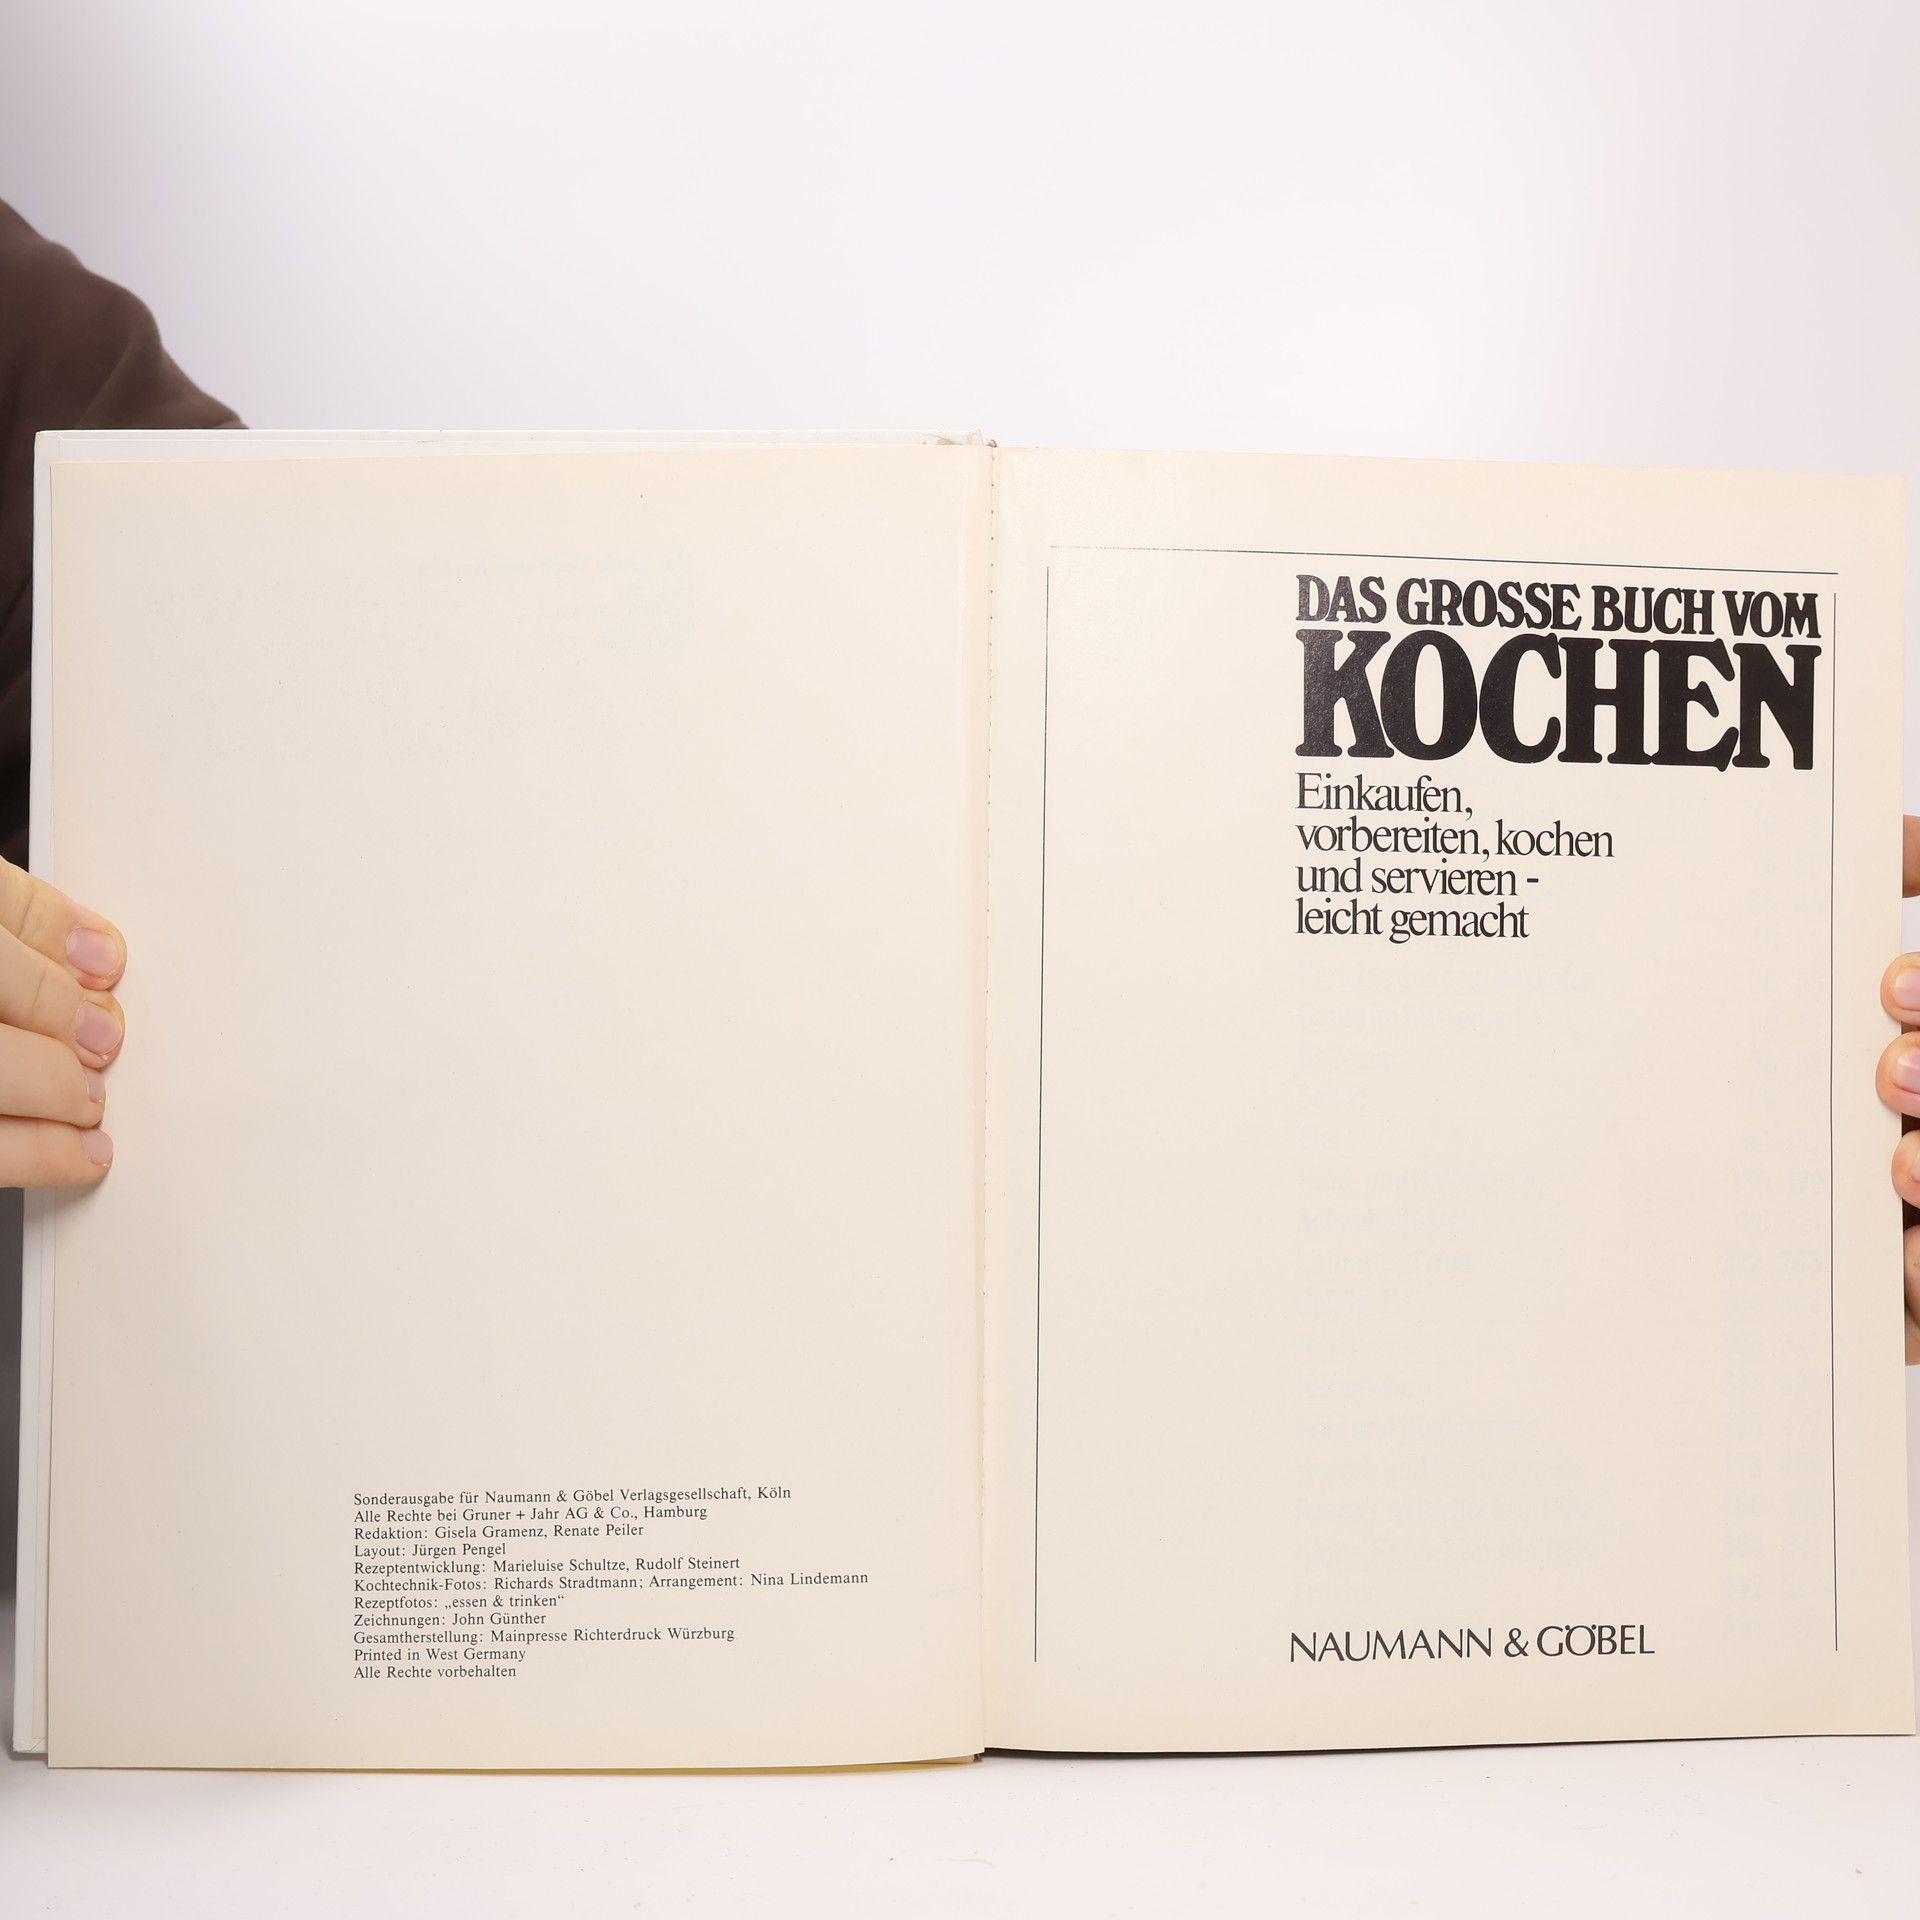 Sonderausgabe für Naumann & Göbel Verlagsgesellschaft, Köln
Alle Rechte bei Gruner + Jahr AG & Co., Hamburg
Redaktion: Gisela Gramenz, Renate Peiler
Layout: Jürgen Pengel
Rezeptentwicklung: Marieluise Schultze, Rudolf Steinert
Kochtechnik-Fotos: Richards Stradtmann; Arrangement: Nina Lindemann
Rezeptfotos: „essen & trinken“
Zeichnungen: John Günther
Gesamtherstellung: Mainpresse Richterdruck Würzburg
Printed in West Germany
Alle Rechte vorbehalten
DAS GROSSE BUCH VOM
KOCHEN
Einkaufen,
vorbereiten, kochen
und servieren -
leicht gemacht
NAUMANN & GÖBEL